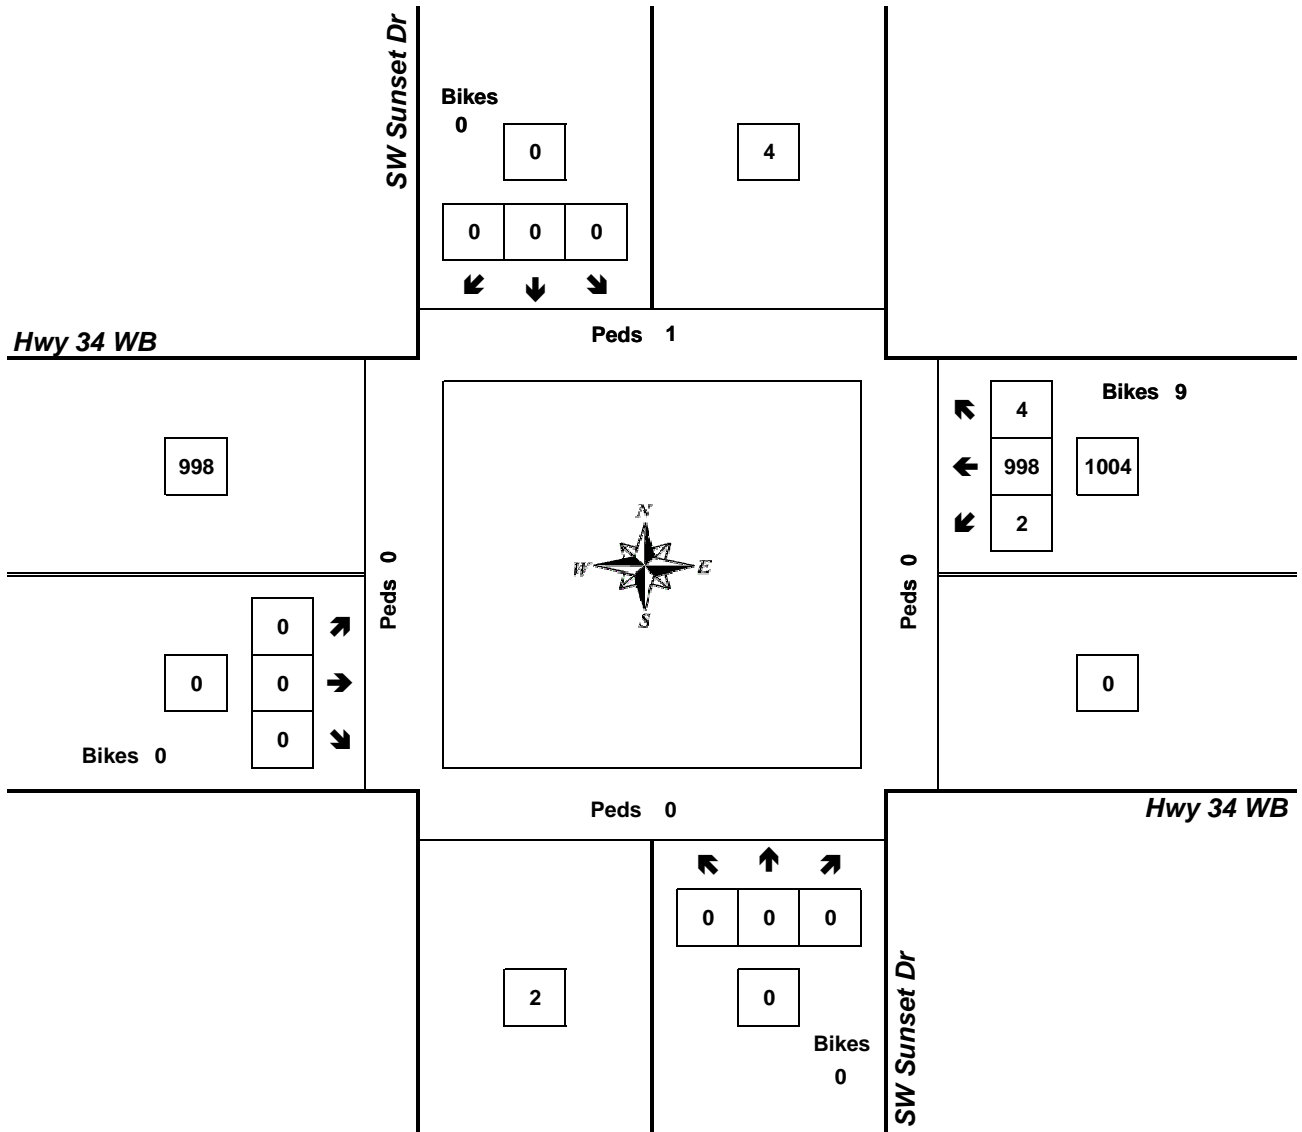 SW Sunset Dr
Bikes
0
0
4
0 0 0
Peds 1
Hwy 34 WB
4
Bikes 9
998
998
1004
2
N
W E
S
Peds 0
Peds 0
0
0
0
0
0
Bikes 0
Peds 0
Hwy 34 WB
0 0 0
2
0
Bikes
0
SW Sunset Dr